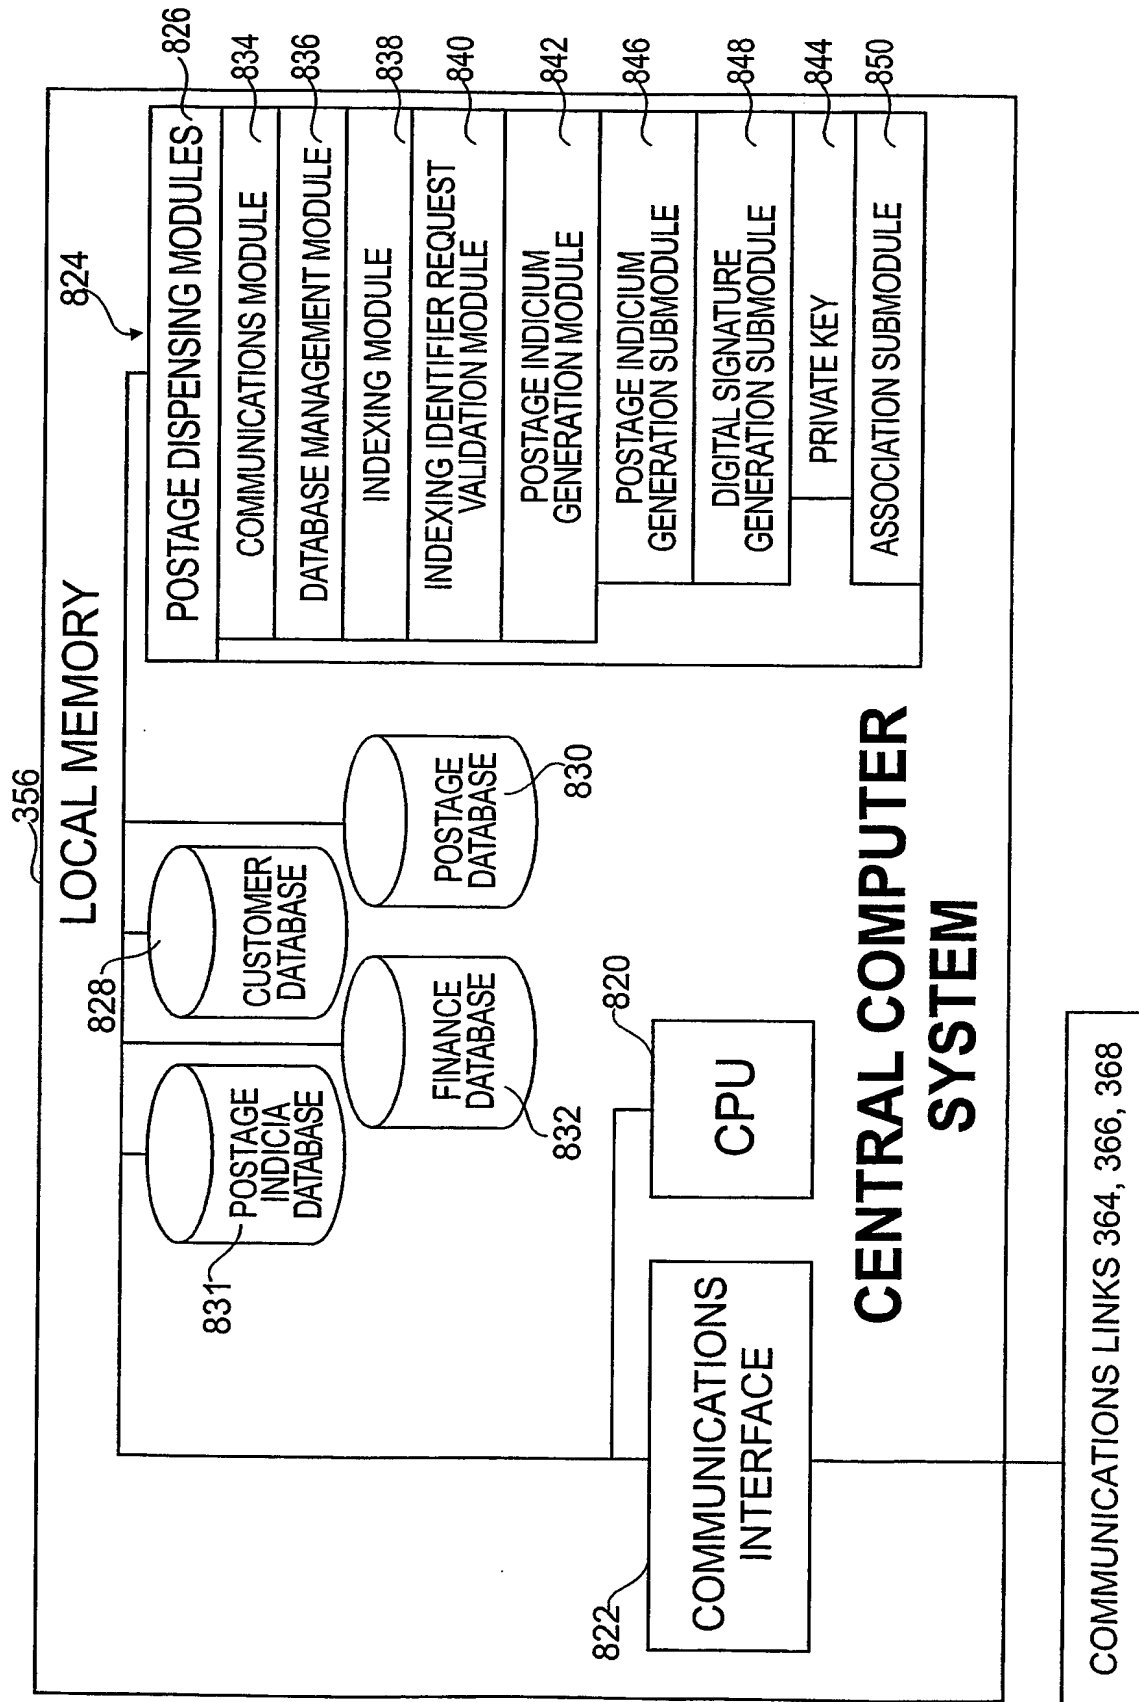 356
LOCAL MEMORY
824
828
831
POSTAGE
INDICIA
DATABASE
CUSTOMER
DATABASE
FINANCE
DATABASE
832
POSTAGE
DATABASE
830
POSTAGE DISPENSING MODULES
826
COMMUNICATIONS MODULE
834
DATABASE MANAGEMENT MODULE
836
INDEXING MODULE
838
INDEXING IDENTIFIER REQUEST
VALIDATION MODULE
840
POSTAGE INDICIUM
GENERATION MODULE
842
POSTAGE INDICIUM
GENERATION SUBMODULE
846
DIGITAL SIGNATURE
GENERATION SUBMODULE
848
PRIVATE KEY
844
ASSOCIATION SUBMODULE
850
822
COMMUNICATIONS
INTERFACE
820
CPU
CENTRAL COMPUTER
SYSTEM
COMMUNICATIONS LINKS 364, 366, 368